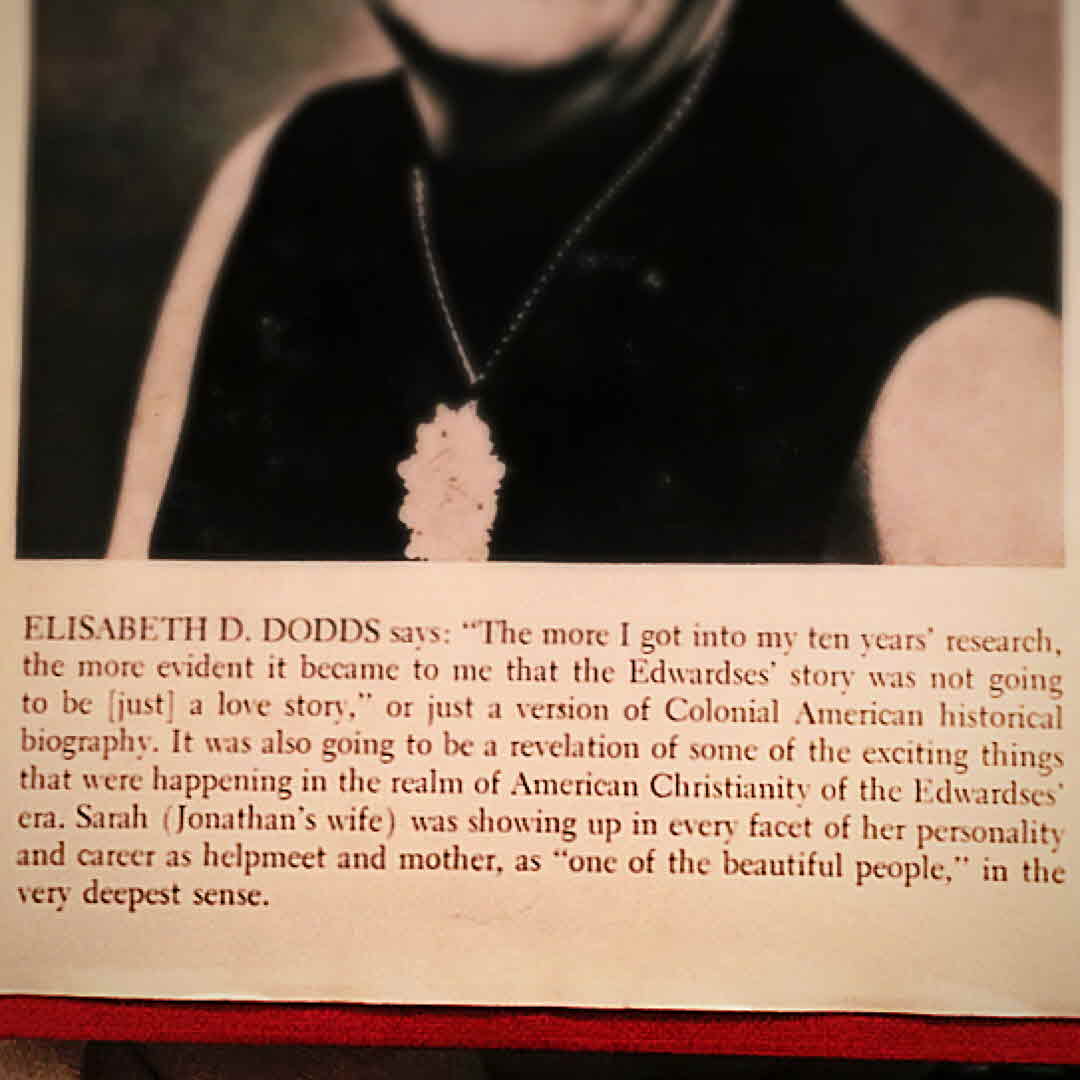 ELISABETH D. DODDS says: "The more I got into my ten years' research,
the more evident it became to me that the Edwardses' story was not going
to be [just] a love story," or just a version of Colonial American historical
biography. It was also going to be a revelation of some of the exciting things
that were happening in the realm of American Christianity of the Edwardses'
era. Sarah (Jonathan's wife) was showing up in every facet of her personality
and career as helpmeet and mother, as "one of the beautiful people," in the
very deepest sense.